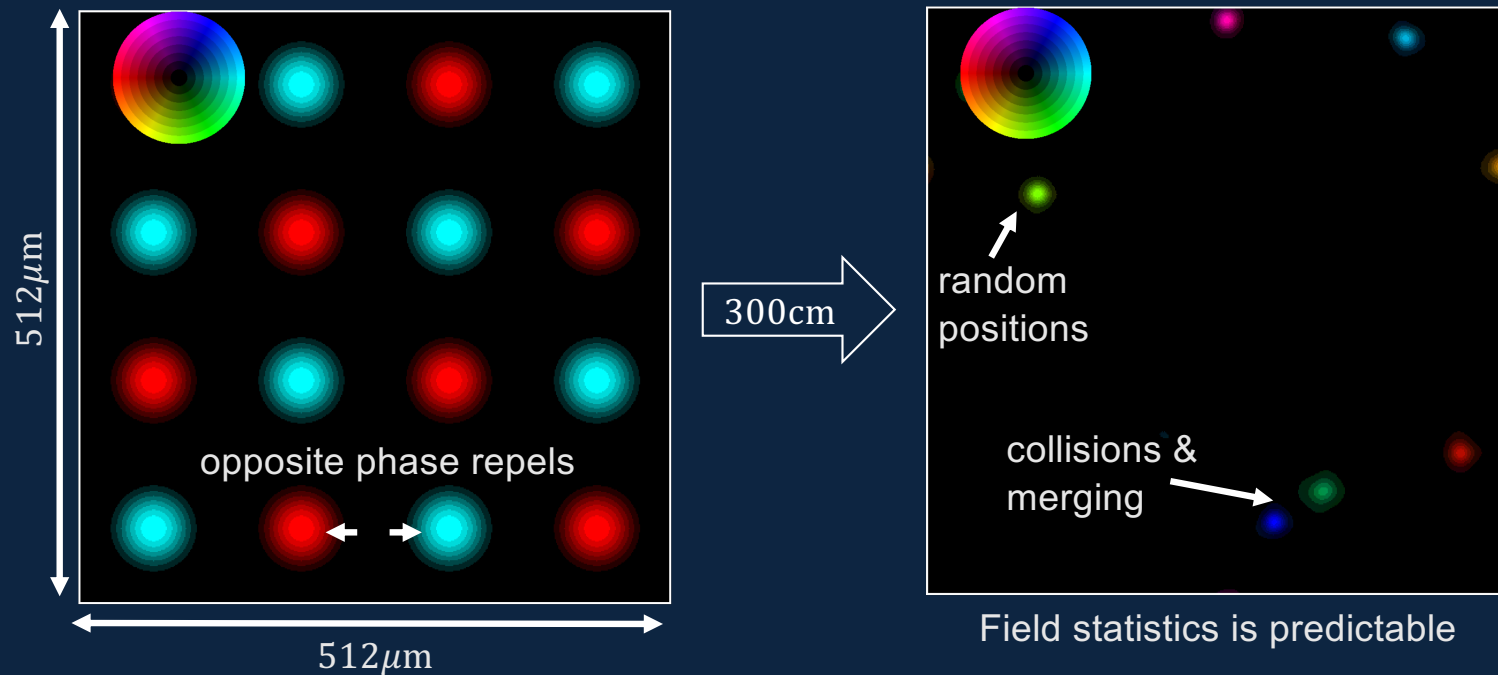 512μm
opposite phase repels
512μm
300cm
random
positions
collisions &
merging
Field statistics is predictable